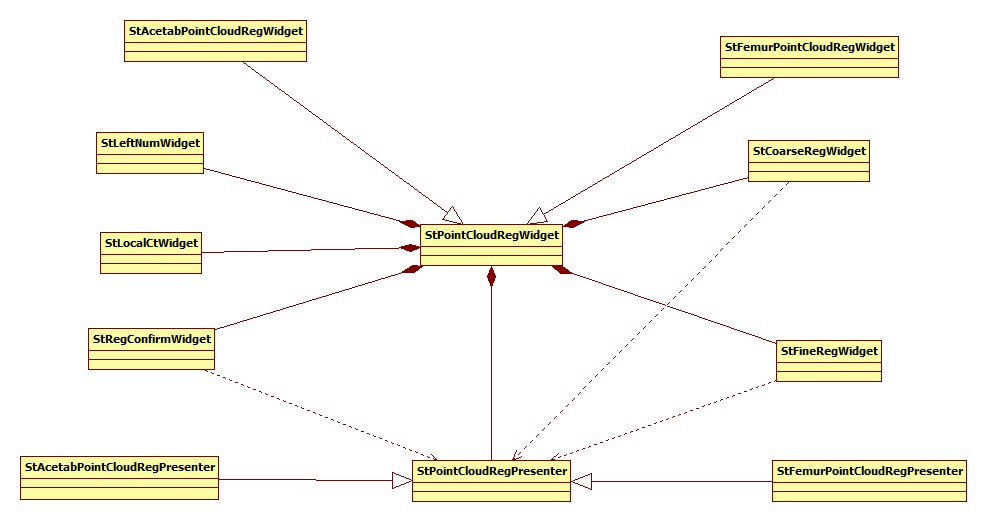 StAcetabPointCloudRegWidget
StFemurPointCloudRegWidget
StLeftNumWidget
StCoarseRegWidget
StPointCloudRegWidget
StLocalCtWidget
StRegConfirmWidget
StFineRegWidget
StAcetabPointCloudRegPresenter
StPointCloudRegPresenter
StFemurPointCloudRegPresenter